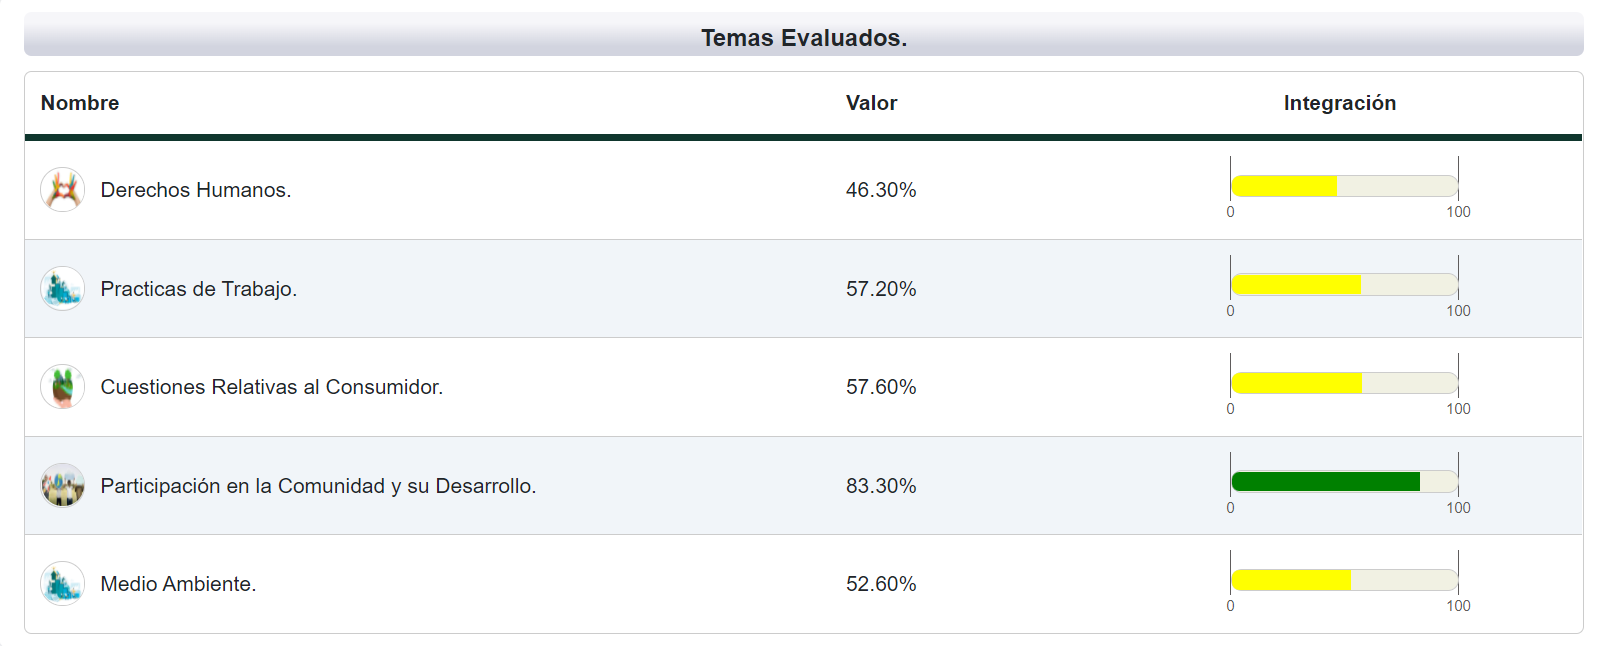 Temas Evaluados.
Nombre Valor Integración
Derechos Humanos. 46.30%
0 100
Practicas de Trabajo. 57.20%
0 100
Cuestiones Relativas al Consumidor. 57.60%
0 100
Participación en la Comunidad y su Desarrollo. 83.30%
0 100
Medio Ambiente. 52.60%
0 100